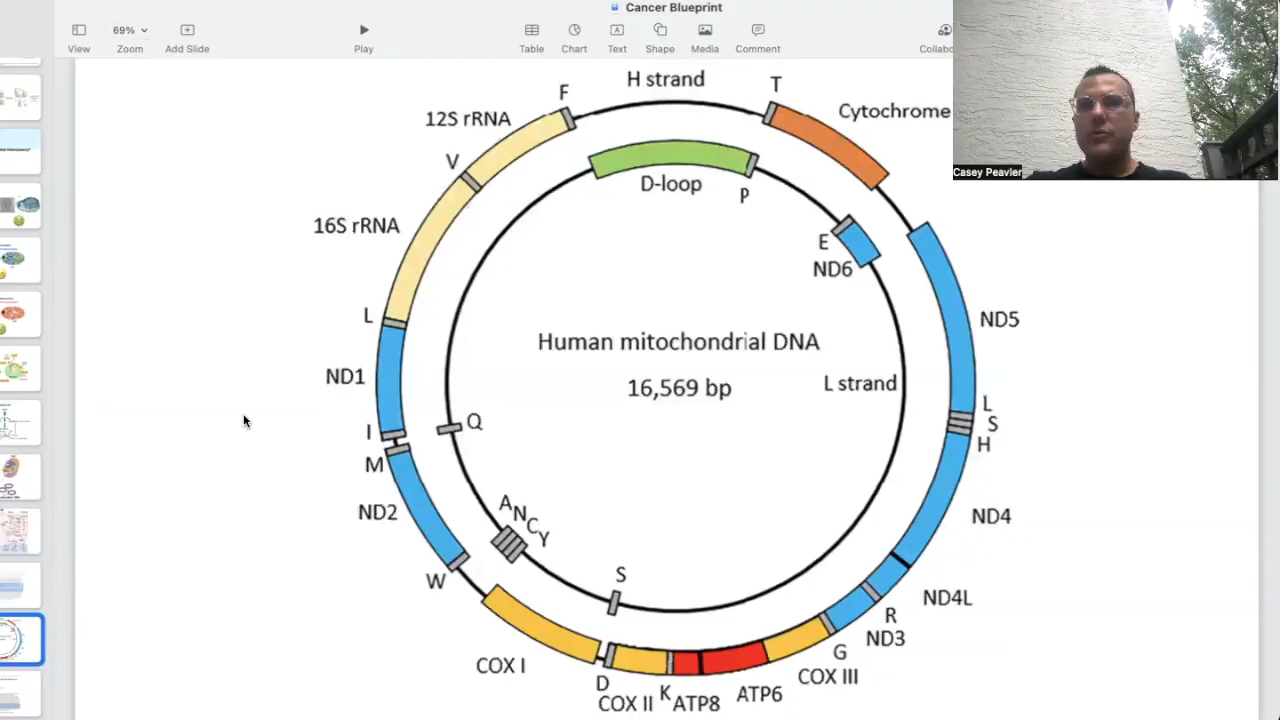 Cancer Blueprint
69%
View
Zoom
Add Slide
Play
Table
Chart
Text
Shape
Media
Comment
Collabo
Casey Peavler
H strand
F
T
12S rRNA
Cytochrome
V
D-loop
P
16S rRNA
E
ND6
L
ND5
Human mitochondrial DNA
16,569 bp
L strand
ND1
Q
L
S
H
I
M
ND2
A
N
C
Y
ND4
W
S
ND4L
R
ND3
G
COX I
COX III
D
K
ATP6
COX II
ATP8